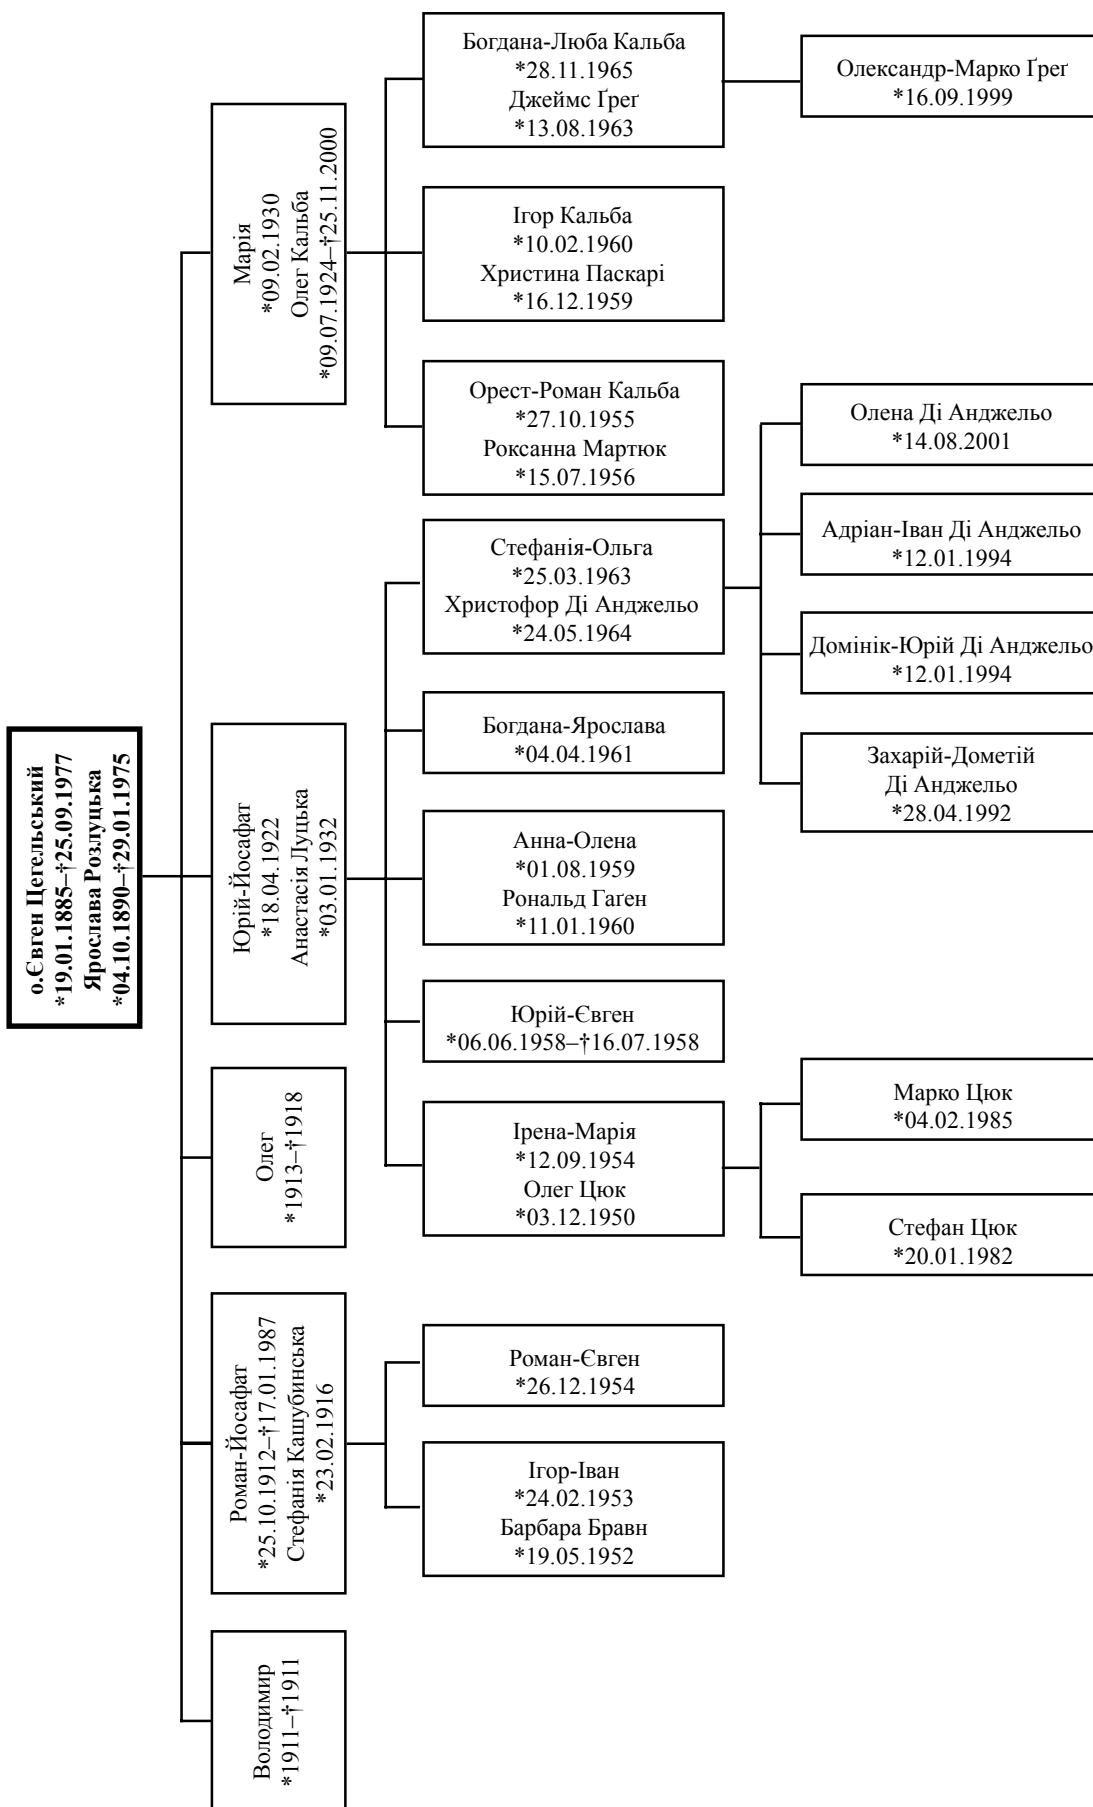 о.Євген Цегельський
*19.01.1885–†25.09.1977
Ярослава Розлуцька
*04.10.1890–†29.01.1975
Марія
*09.02.1930
Олег Кальба
*09.07.1924–†25.11.2000
Богдана-Люба Кальба
*28.11.1965
Джеймс Ґреґ
*13.08.1963
Олександр-Марко Ґреґ
*16.09.1999
Ігор Кальба
*10.02.1960
Христина Паскарі
*16.12.1959
Орест-Роман Кальба
*27.10.1955
Роксанна Мартюк
*15.07.1956
Юрій-Йосафат
*18.04.1922
Анастасія Луцька
*03.01.1932
Стефанія-Ольга
*25.03.1963
Христофор Ді Анджельо
*24.05.1964
Олена Ді Анджельо
*14.08.2001
Адріан-Іван Ді Анджельо
*12.01.1994
Домінік-Юрій Ді Анджельо
*12.01.1994
Захарій-Дометій
Ді Анджельо
*28.04.1992
Богдана-Ярослава
*04.04.1961
Анна-Олена
*01.08.1959
Рональд Гаґен
*11.01.1960
Юрій-Євген
*06.06.1958–†16.07.1958
Ірена-Марія
*12.09.1954
Олег Цюк
*03.12.1950
Марко Цюк
*04.02.1985
Стефан Цюк
*20.01.1982
Олег
*1913–†1918
Роман-Йосафат
*25.10.1912–†17.01.1987
Стефанія Кашубинська
*23.02.1916
Роман-Євген
*26.12.1954
Ігор-Іван
*24.02.1953
Барбара Бравн
*19.05.1952
Володимир
*1911–†1911